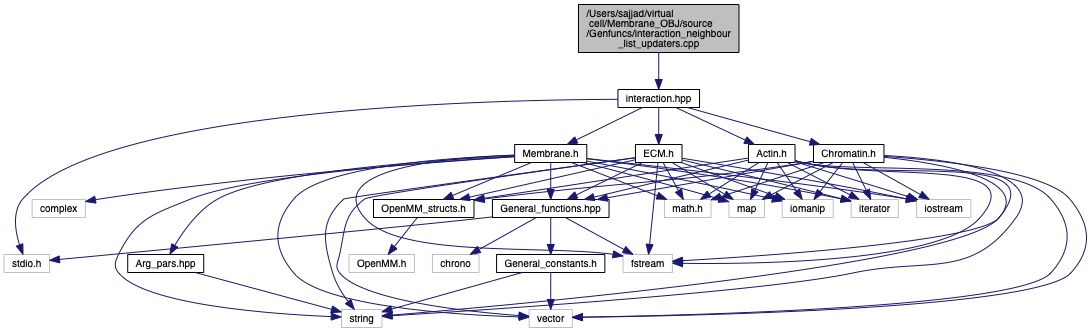 /Users/sajjad/virtual
cell/Membrane_OBJ/source
/Genfuncs/interaction_neighbour
_list_updaters.cpp
interaction.hpp
Membrane.h
ECM.h
Actin.h
Chromatin.h
complex
OpenMM_structs.h
General_functions.hpp
math.h
map
iomanip
iterator
iostream
stdio.h
Arg_pars.hpp
OpenMM.h
chrono
General_constants.h
fstream
string
vector